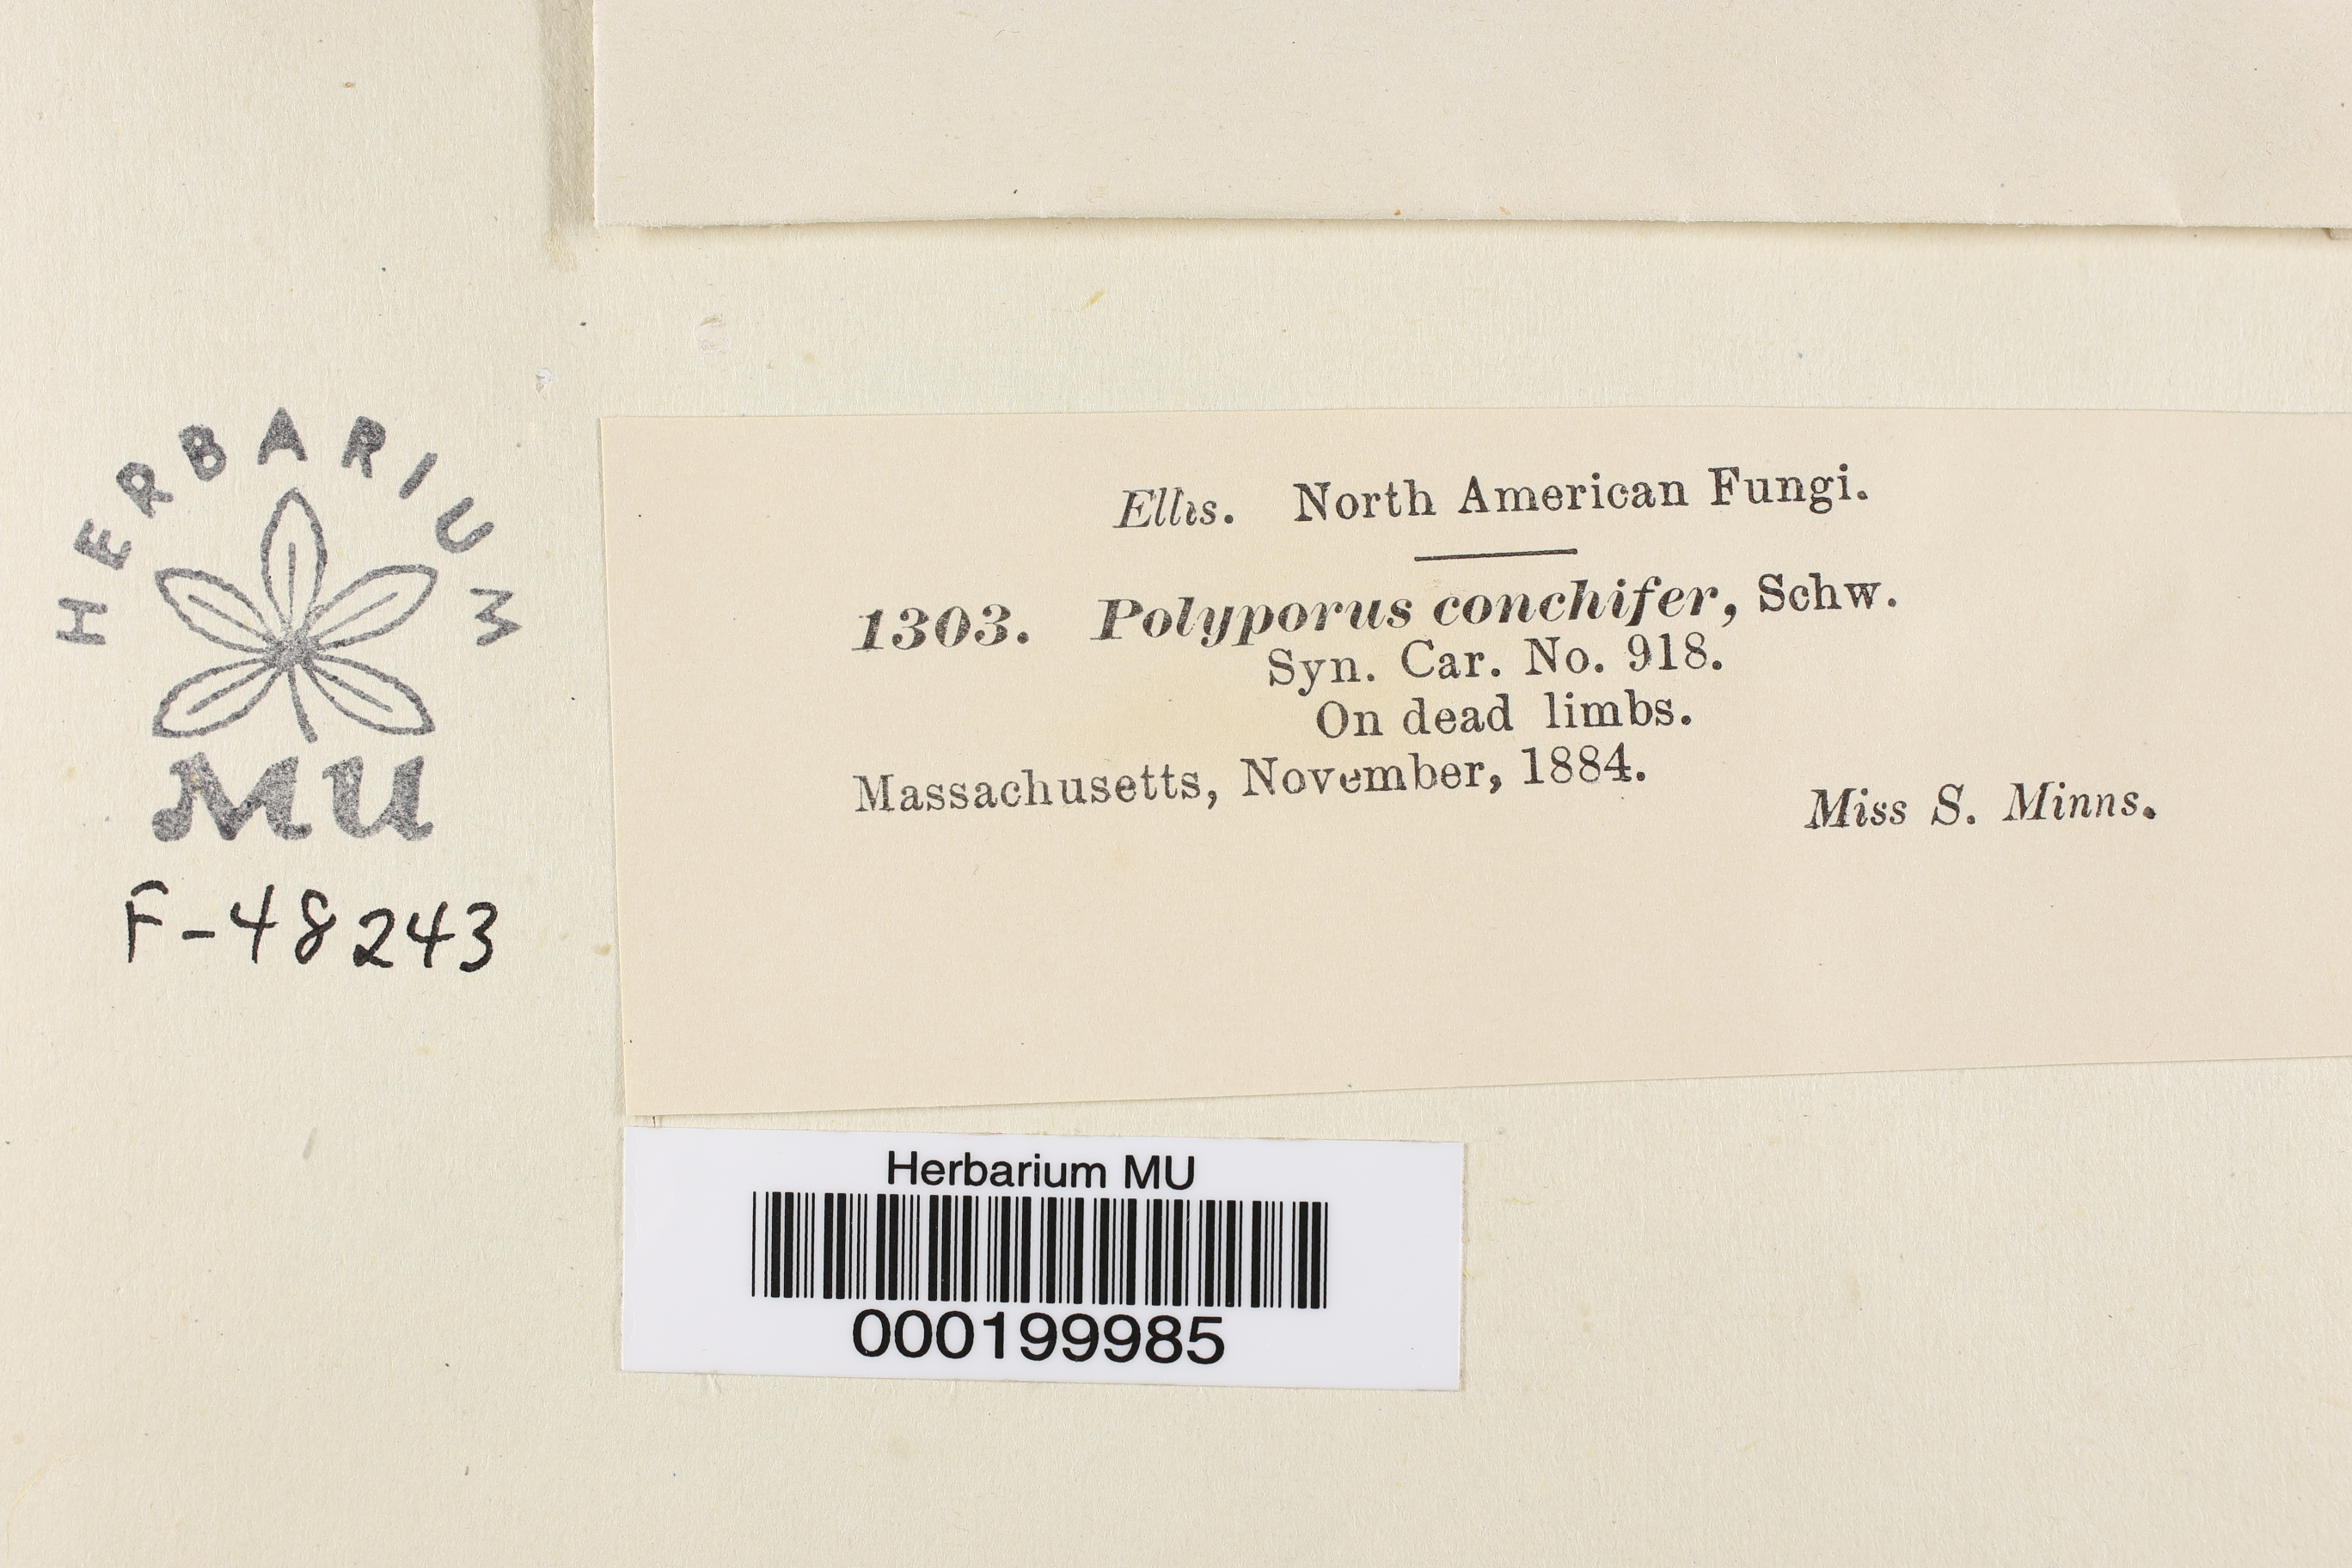 HERBARIUM
MU
F-48243
Ellis. North American Fungi.
1303. Polyporus conchifer, Schw.
Syn. Car. No. 918.
On dead limbs.
Massachusetts, November, 1884.
Miss S. Minns.
Herbarium MU
000199985